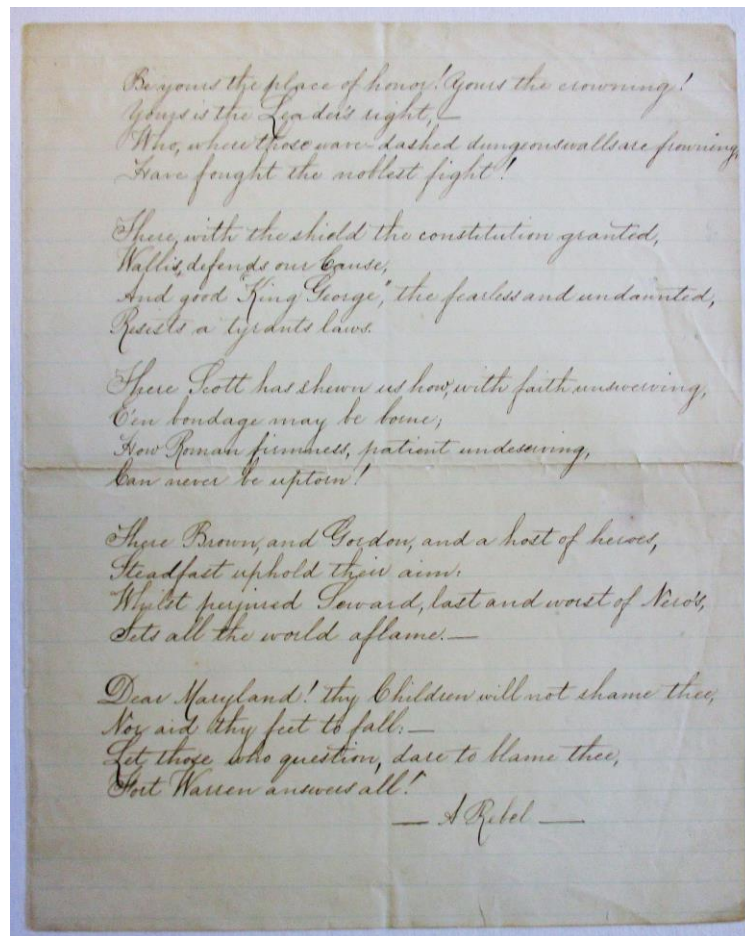 Be yours the place of honor! Yours the crowning!
Yours is the Leader's right, —
Who, where those wave-dashed dungeons walls are frowning,
Have fought the noblest fight!
There, with the shield the constitution granted,
Wallis, defends our Cause,
And good "King George", the fearless and undaunted,
Resists a tyrants laws.
There Scott has shewn us how, with faith unswerving,
E'en bondage may be borne;
How Roman firmness, patient undeserving,
Can never be uptorn!
There Brown, and Gordon, and a host of heroes,
Steadfast uphold their aim:
Whilst perjured Seward, last and worst of Nero's,
Sets all the world aflame. —
Dear Maryland! thy Children will not shame thee,
Nor aid thy feet to fall: —
Let those who question, dare to blame thee,
Fort Warren answers all!
— A Rebel —